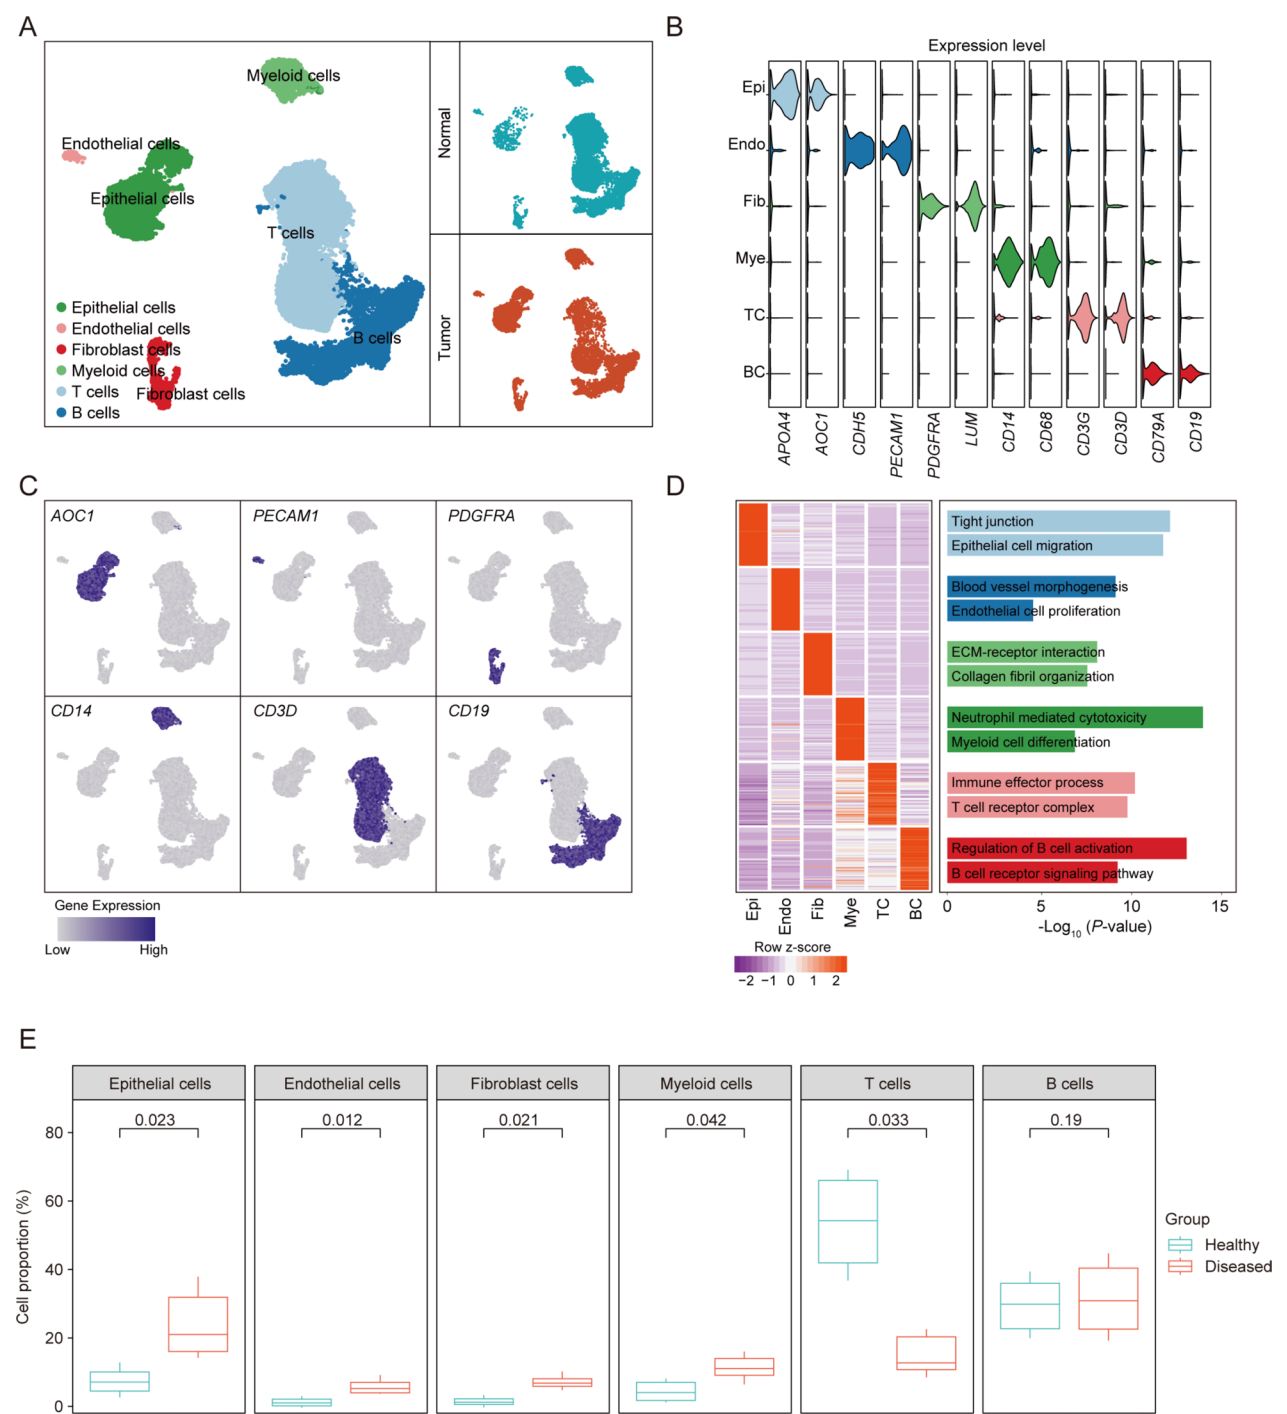 A
Myeloid cells
Endothelial cells
Epithelial cells
T cells
B cells
Fibroblast cells
Epithelial cells
Endothelial cells
Fibroblast cells
Myeloid cells
T cells
B cells
Normal
Tumor
B
Expression level
Epi
Endo
Fib
Mye
TC
BC
APOA4
AOC1
CDH5
PECAM1
PDGFRA
LUM
CD14
CD68
CD3G
CD3D
CD79A
CD19
C
AOC1
PECAM1
PDGFRA
CD14
CD3D
CD19
Gene Expression
Low High
D
Epi
Endo
Fib
Mye
TC
BC
Row z-score
−2 −1 0 1 2
Tight junction
Epithelial cell migration
Blood vessel morphogenesis
Endothelial cell proliferation
ECM-receptor interaction
Collagen fibril organization
Neutrophil mediated cytotoxicity
Myeloid cell differentiation
Immune effector process
T cell receptor complex
Regulation of B cell activation
B cell receptor signaling pathway
0 5 10 15
-Log10 (P-value)
E
Epithelial cells
Endothelial cells
Fibroblast cells
Myeloid cells
T cells
B cells
0.023
0.012
0.021
0.042
0.033
0.19
Cell proportion (%)
80
60
40
20
0
Group
Healthy
Diseased